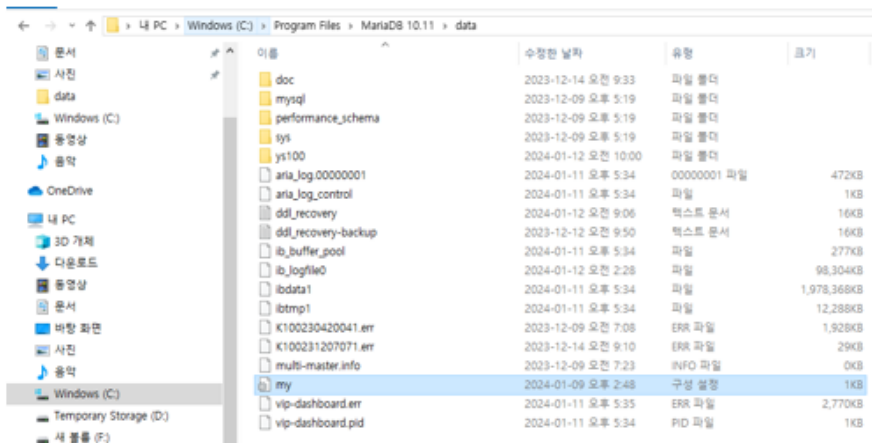 내 PC > Windows (C:) > Program Files > MariaDB 10.11 > data
문서
사진
data
Windows (C:)
동영상
음악
OneDrive
내 PC
3D 개체
다운로드
동영상
문서
바탕 화면
사진
음악
Windows (C:)
Temporary Storage (D:)
새 볼륨 (F:)
이름 수정한 날짜 유형 크기
doc 2023-12-14 오전 9:33 파일 폴더
mysql 2023-12-09 오후 5:19 파일 폴더
performance_schema 2023-12-09 오후 5:19 파일 폴더
sys 2023-12-09 오후 5:19 파일 폴더
ys100 2024-01-12 오전 10:00 파일 폴더
aria_log.00000001 2024-01-11 오후 5:34 00000001 파일 472KB
aria_log_control 2024-01-11 오후 5:34 파일 1KB
ddl_recovery 2024-01-12 오전 9:06 텍스트 문서 16KB
ddl_recovery-backup 2023-12-12 오전 9:50 텍스트 문서 16KB
ib_buffer_pool 2024-01-11 오후 5:34 파일 277KB
ib_logfile0 2024-01-12 오전 2:28 파일 98,304KB
ibdata1 2024-01-11 오후 5:34 파일 1,978,368KB
ibtmp1 2024-01-11 오후 5:34 파일 12,288KB
K100230420041.err 2023-12-09 오전 7:08 ERR 파일 1,928KB
K100231207071.err 2023-12-14 오전 9:10 ERR 파일 29KB
multi-master.info 2023-12-09 오전 7:23 INFO 파일 0KB
my 2024-01-09 오후 2:48 구성 설정 1KB
vip-dashboard.err 2024-01-11 오후 5:35 ERR 파일 2,770KB
vip-dashboard.pid 2024-01-11 오후 5:34 PID 파일 1KB